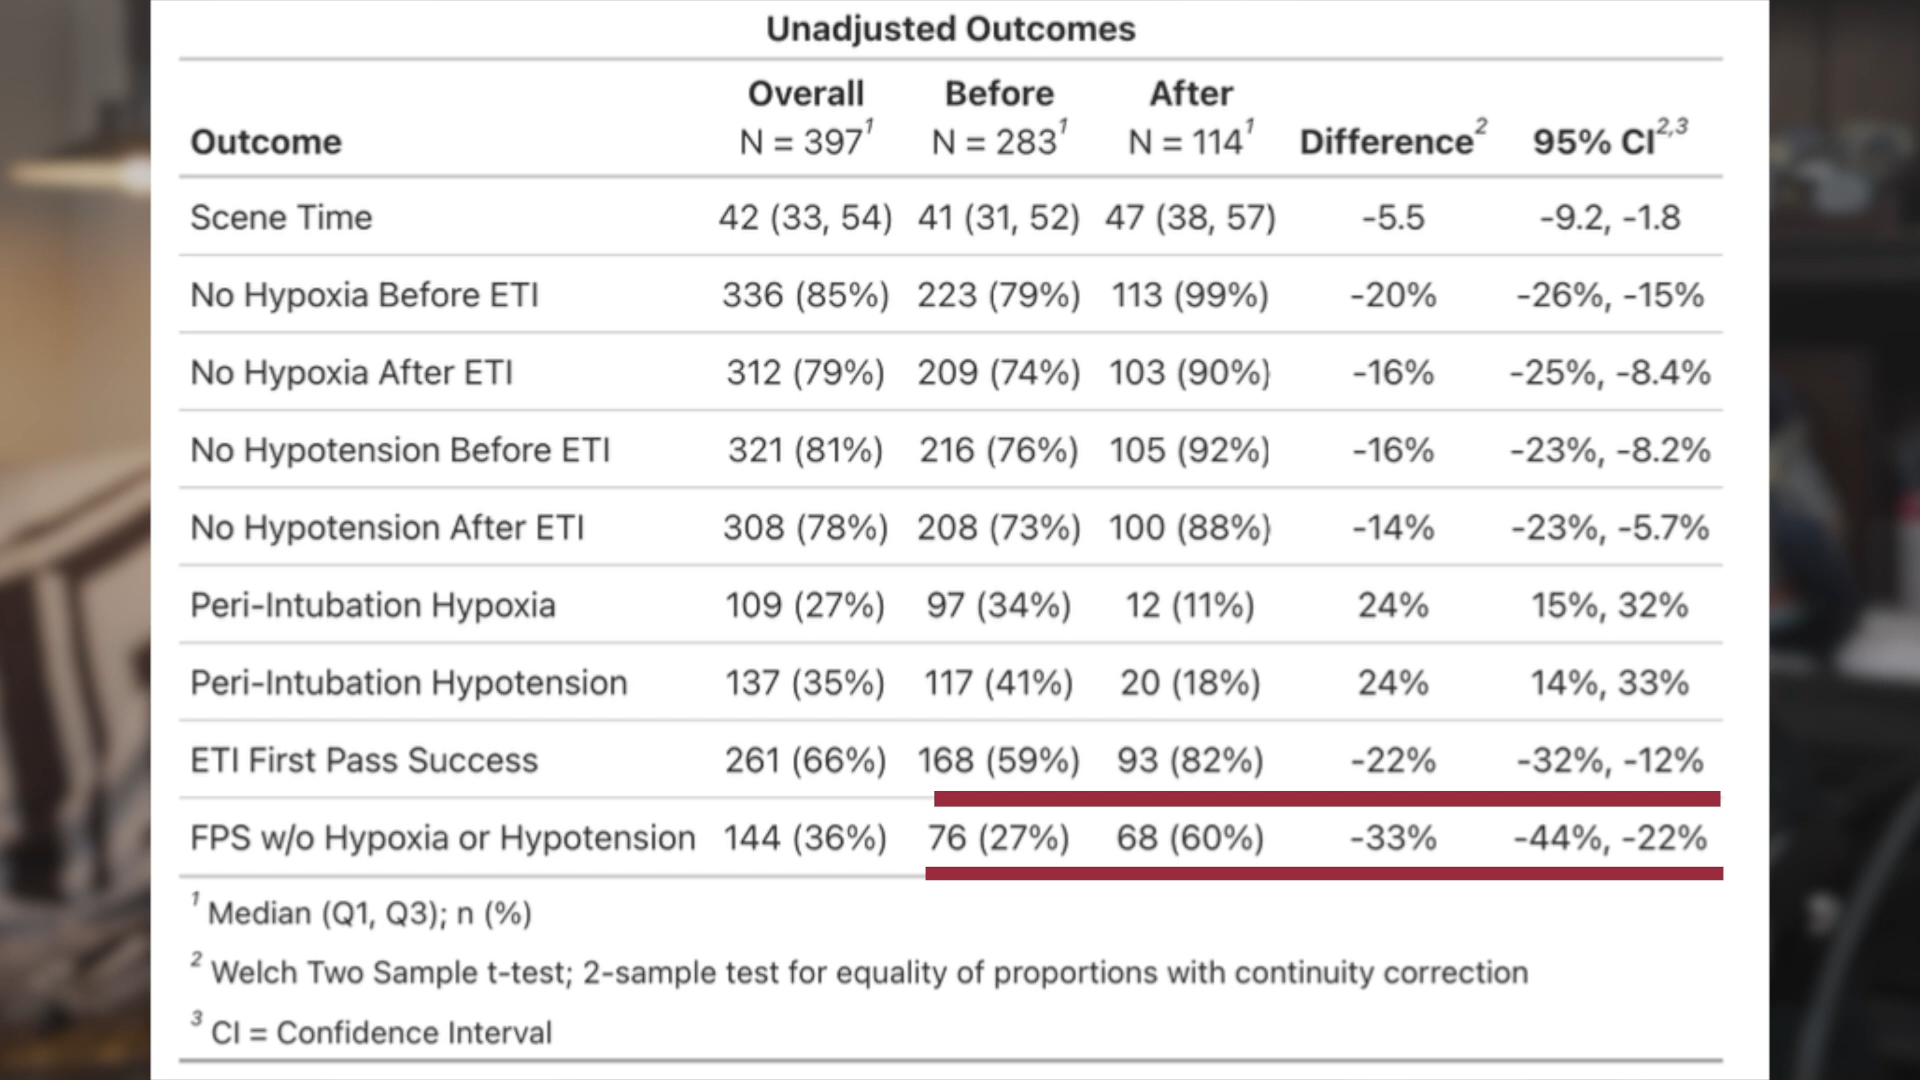 Unadjusted Outcomes
Overall Before After
Outcome N = 397¹ N = 283¹ N = 114¹ Difference² 95% CI²,³
Scene Time 42 (33, 54) 41 (31, 52) 47 (38, 57) -5.5 -9.2, -1.8
No Hypoxia Before ETI 336 (85%) 223 (79%) 113 (99%) -20% -26%, -15%
No Hypoxia After ETI 312 (79%) 209 (74%) 103 (90%) -16% -25%, -8.4%
No Hypotension Before ETI 321 (81%) 216 (76%) 105 (92%) -16% -23%, -8.2%
No Hypotension After ETI 308 (78%) 208 (73%) 100 (88%) -14% -23%, -5.7%
Peri-Intubation Hypoxia 109 (27%) 97 (34%) 12 (11%) 24% 15%, 32%
Peri-Intubation Hypotension 137 (35%) 117 (41%) 20 (18%) 24% 14%, 33%
ETI First Pass Success 261 (66%) 168 (59%) 93 (82%) -22% -32%, -12%
FPS w/o Hypoxia or Hypotension 144 (36%) 76 (27%) 68 (60%) -33% -44%, -22%
¹ Median (Q1, Q3); n (%)
² Welch Two Sample t-test; 2-sample test for equality of proportions with continuity correction
³ CI = Confidence Interval